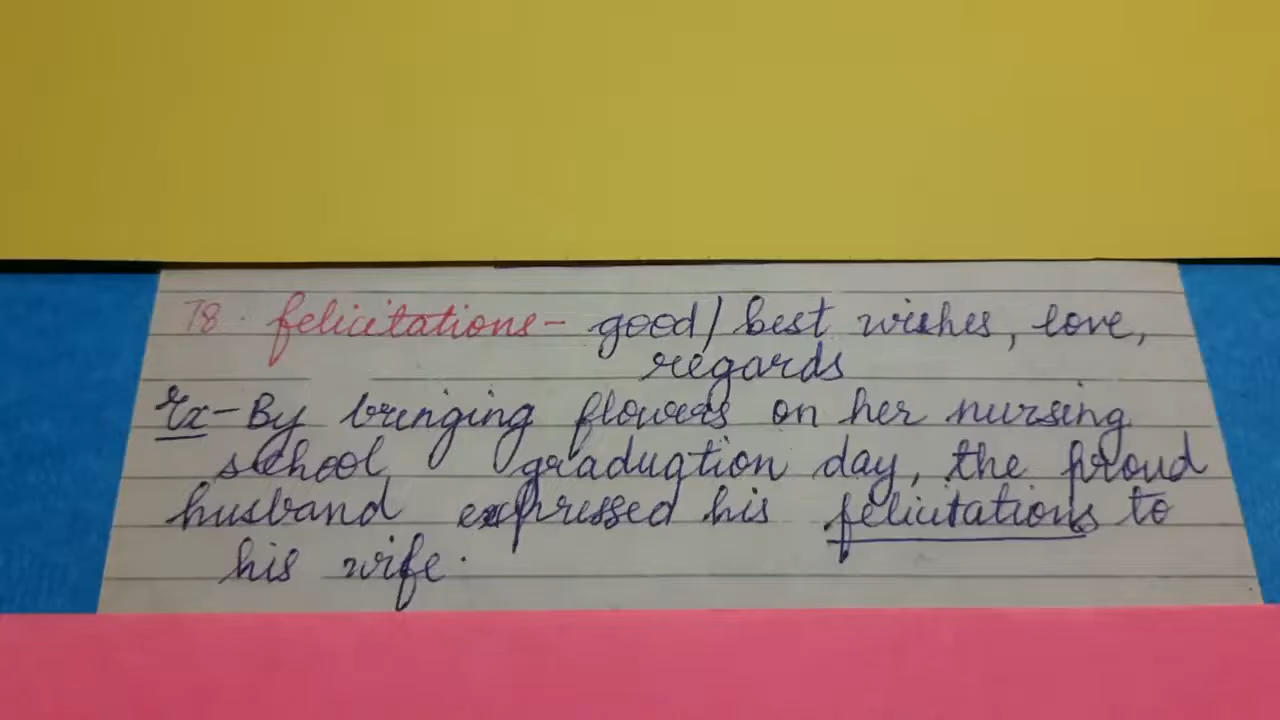 78. felicitations - good/best wishes, love,
regards
Ex - By bringing flowers on her nursing
school graduation day, the proud
husband expressed his felicitations to
his wife.